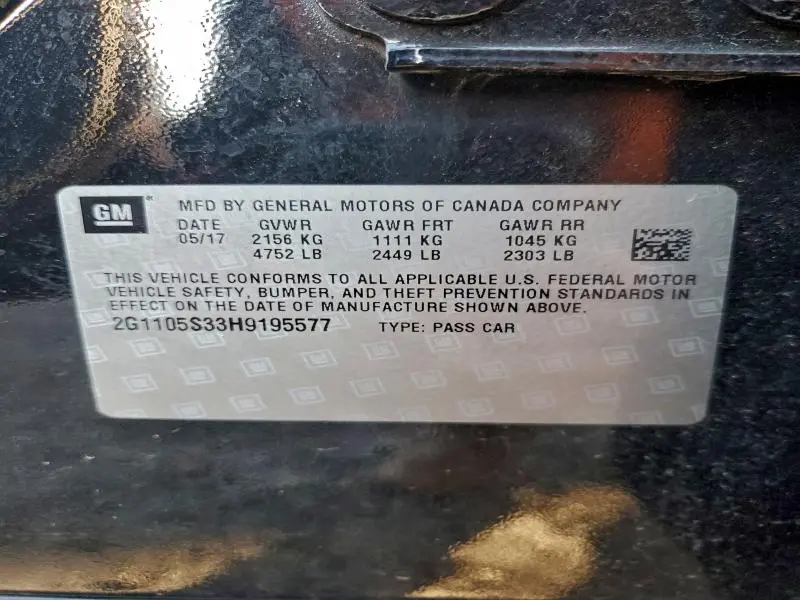 GM ® MFD BY GENERAL MOTORS OF CANADA COMPANY
DATE GVWR GAWR FRT GAWR RR
05/17 2156 KG 1111 KG 1045 KG
4752 LB 2449 LB 2303 LB
THIS VEHICLE CONFORMS TO ALL APPLICABLE U.S. FEDERAL MOTOR
VEHICLE SAFETY, BUMPER, AND THEFT PREVENTION STANDARDS IN
EFFECT ON THE DATE OF MANUFACTURE SHOWN ABOVE.
2G1105S33H9195577 TYPE: PASS CAR